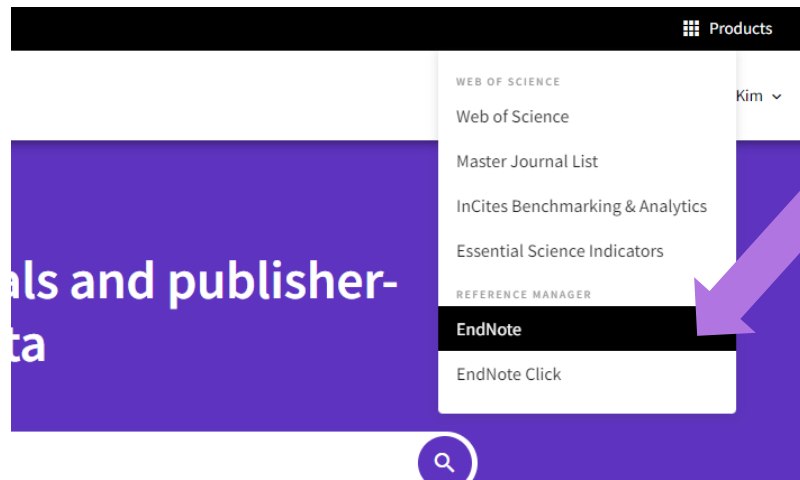 Products
WEB OF SCIENCE
Kim
Web of Science
Master Journal List
InCites Benchmarking & Analytics
Essential Science Indicators
als and publisher-
REFERENCE MANAGER
EndNote
ta
EndNote Click